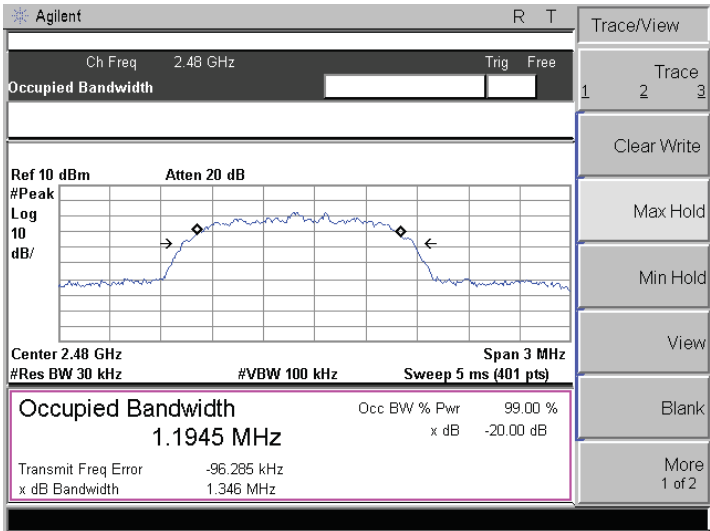 Agilent R T
Ch Freq 2.48 GHz Trig Free
Occupied Bandwidth
Ref 10 dBm Atten 20 dB
#Peak
Log
10
dB/
Center 2.48 GHz Span 3 MHz
#Res BW 30 kHz #VBW 100 kHz Sweep 5 ms (401 pts)
Occupied Bandwidth
1.1945 MHz
Occ BW % Pwr 99.00 %
x dB -20.00 dB
Transmit Freq Error -96.285 kHz
x dB Bandwidth 1.346 MHz
Trace/View
Trace
1 2 3
Clear Write
Max Hold
Min Hold
View
Blank
More
1 of 2